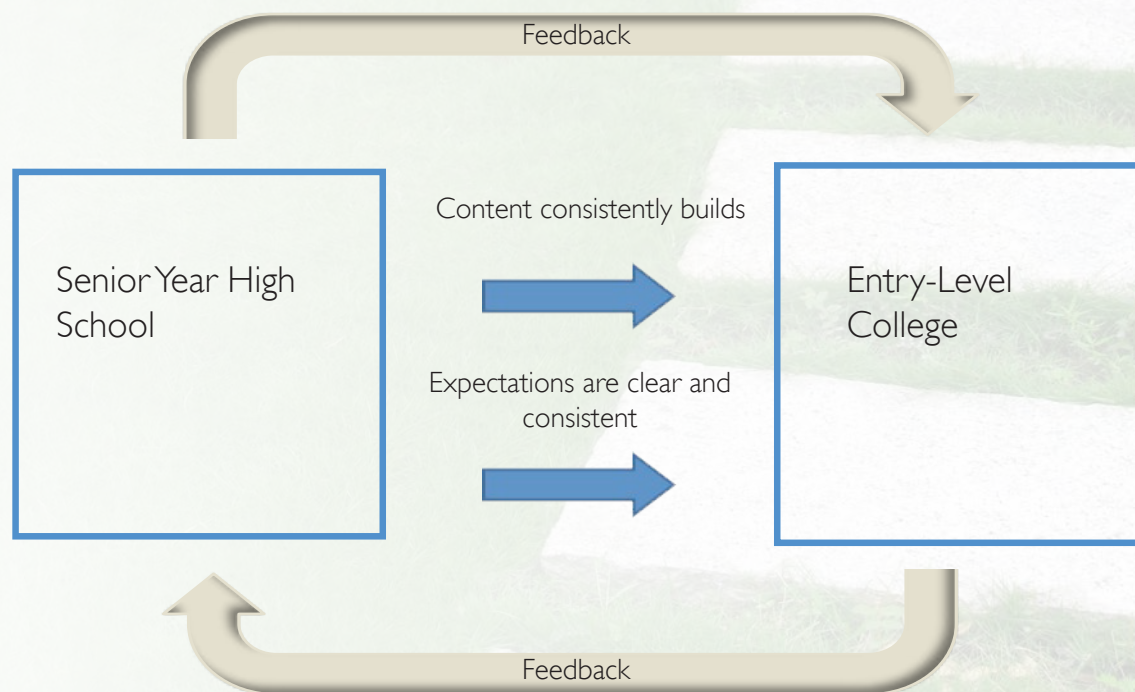 Feedback
Content consistently builds
Senior Year High
School
Entry-Level
College
Expectations are clear and
consistent
Feedback